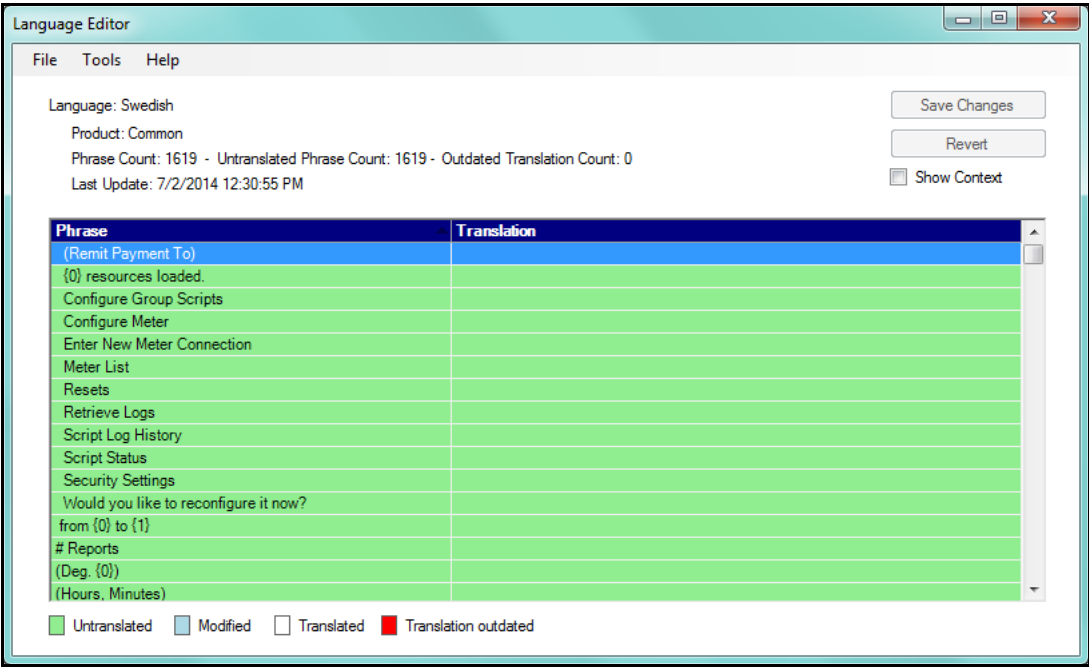 Language Editor
File Tools Help
Language: Swedish
Save Changes
Product: Common
Revert
Phrase Count: 1619 - Untranslated Phrase Count: 1619 - Outdated Translation Count: 0
Show Context
Last Update: 7/2/2014 12:30:55 PM
Phrase Translation
(Remit Payment To)
{0} resources loaded.
Configure Group Scripts
Configure Meter
Enter New Meter Connection
Meter List
Resets
Retrieve Logs
Script Log History
Script Status
Security Settings
Would you like to reconfigure it now?
from {0} to {1}
# Reports
(Deg. {0})
(Hours, Minutes)
Untranslated Modified Translated Translation outdated